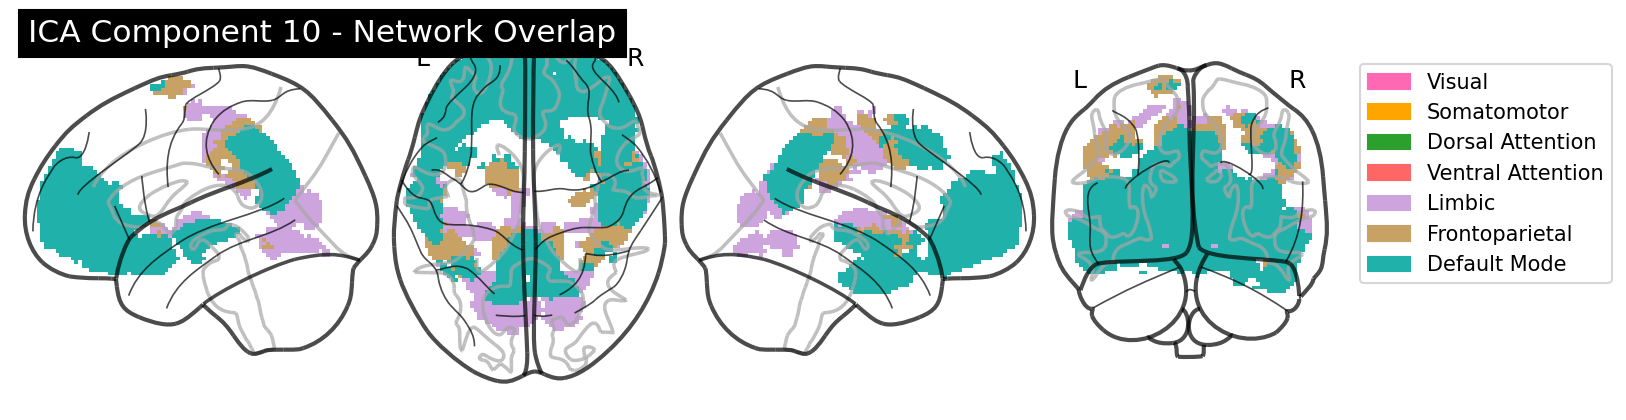 ICA Component 10 - Network Overlap
L
R
L
R
Visual
Somatomotor
Dorsal Attention
Ventral Attention
Limbic
Frontoparietal
Default Mode